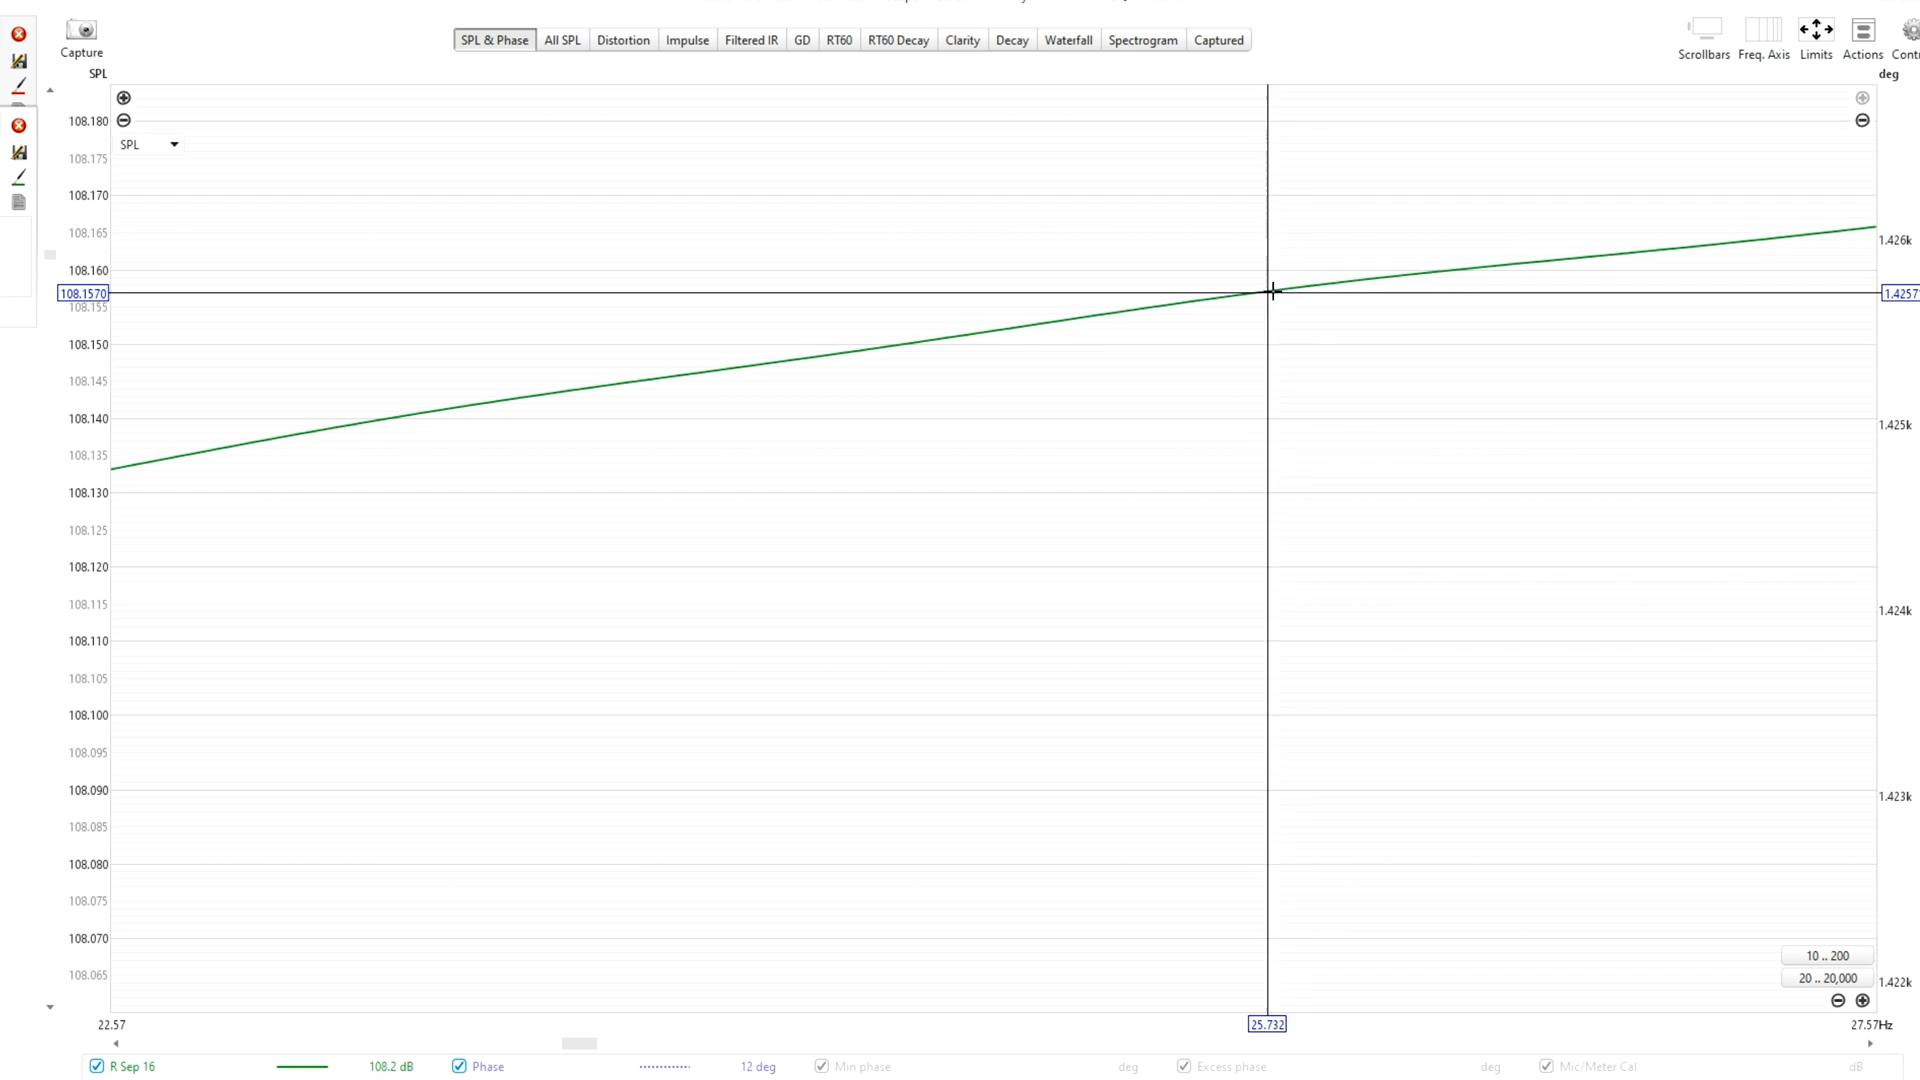 Capture
SPL & Phase All SPL Distortion Impulse Filtered IR GD RT60 RT60 Decay Clarity Decay Waterfall Spectrogram Captured
Scrollbars Freq. Axis Limits Actions Contr
SPL
deg
108.180
SPL
108.175
108.170
108.165
1.426k
108.160
108.1570
1.4257
108.155
108.150
108.145
108.140
1.425k
108.135
108.130
108.125
108.120
108.115
1.424k
108.110
108.105
108.100
108.095
108.090
1.423k
108.085
108.080
108.075
108.070
10 .. 200
108.065
20 .. 20,000
1.422k
22.57
25.732
27.57Hz
R Sep 16 108.2 dB Phase 12 deg Min phase deg Excess phase deg Mic/Meter Cal dB